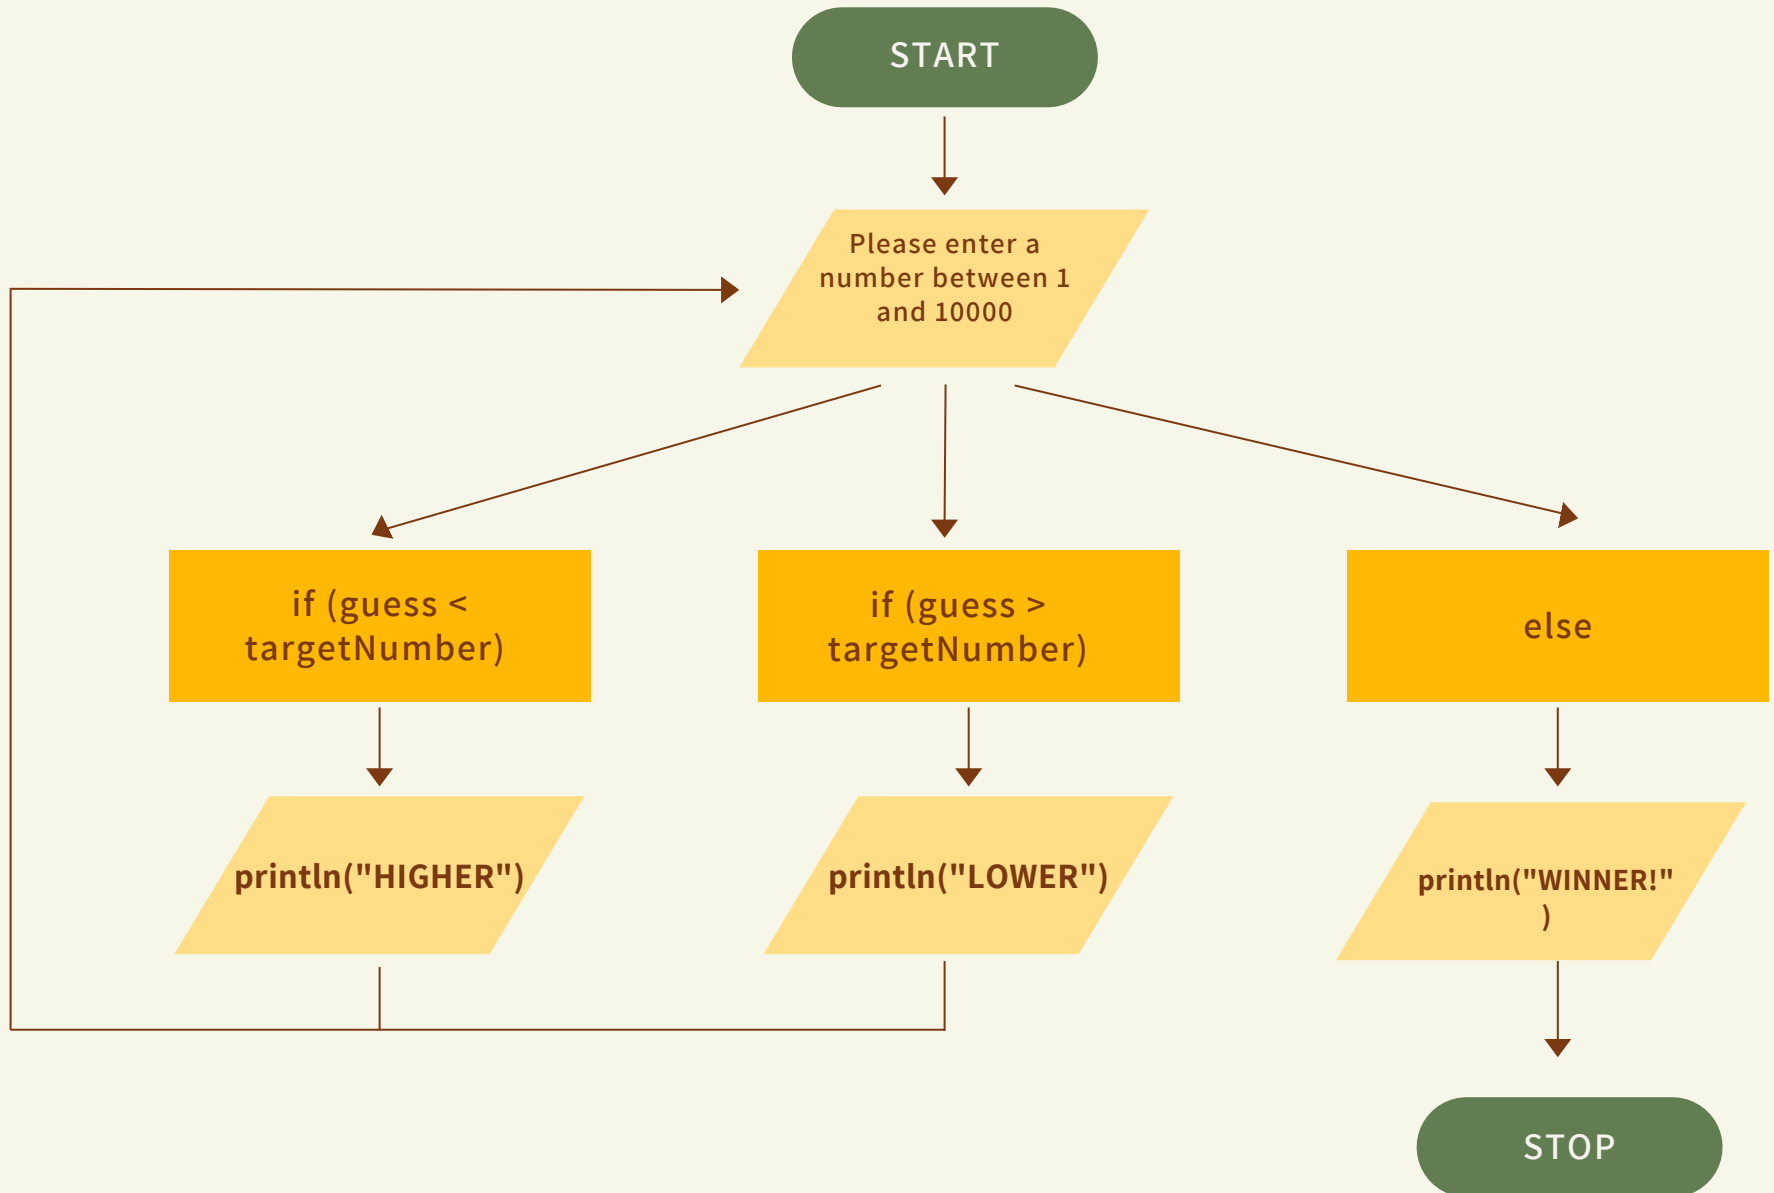 START
Please enter a
number between 1
and 10000
if (guess <
targetNumber)
if (guess >
targetNumber)
else
println("HIGHER")
println("LOWER")
println("WINNER!"
)
STOP